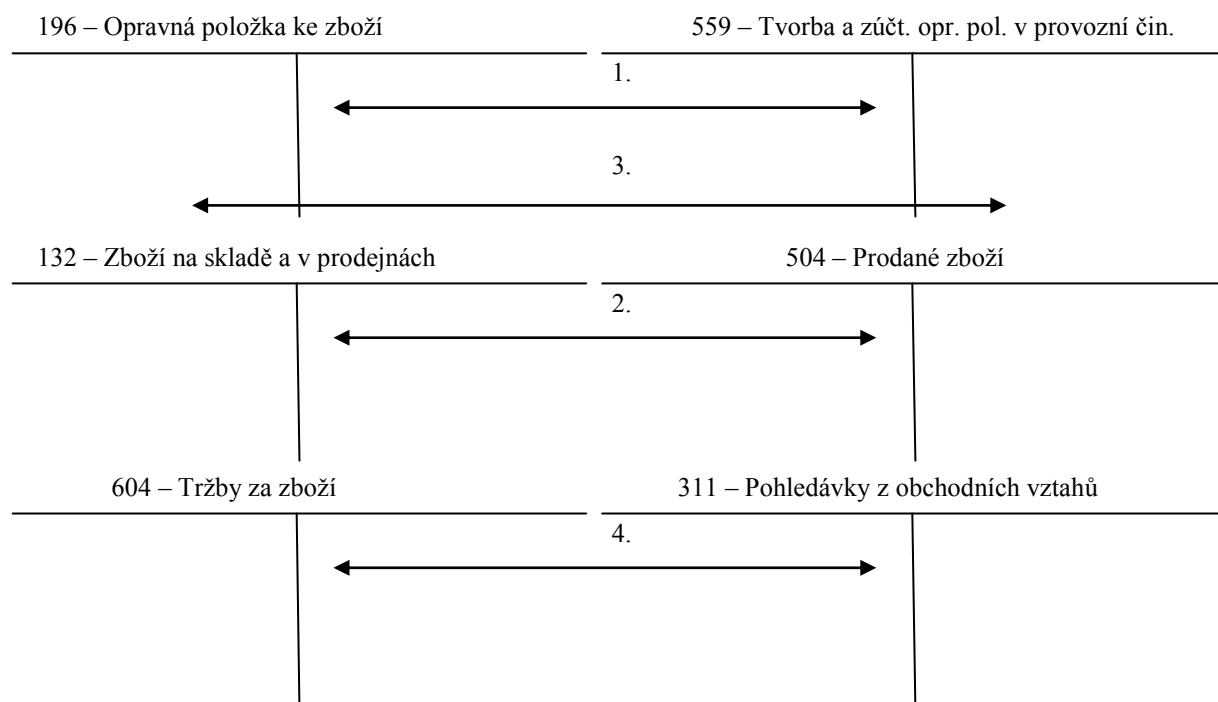 196 – Opravná položka ke zboží 559 – Tvorba a zúčt. opr. pol. v provozní čin.
1.
3.
132 – Zboží na skladě a v prodejnách 504 – Prodané zboží
2.
604 – Tržby za zboží 311 – Pohledávky z obchodních vztahů
4.